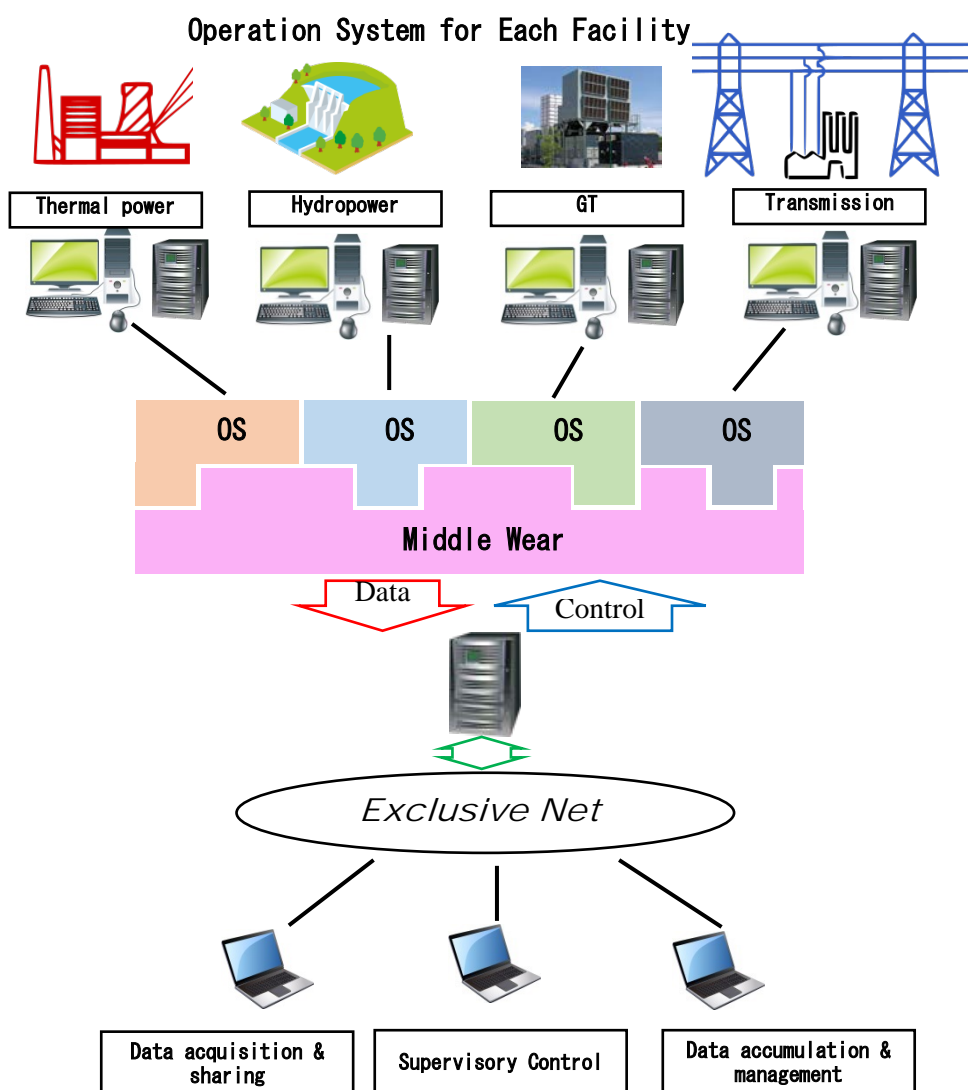 Operation System for Each Facility
Thermal power
Hydropower
GT
Transmission
OS
OS
OS
OS
Middle Wear
Data
Control
Exclusive Net
Data acquisition &
sharing
Supervisory Control
Data accumulation &
management